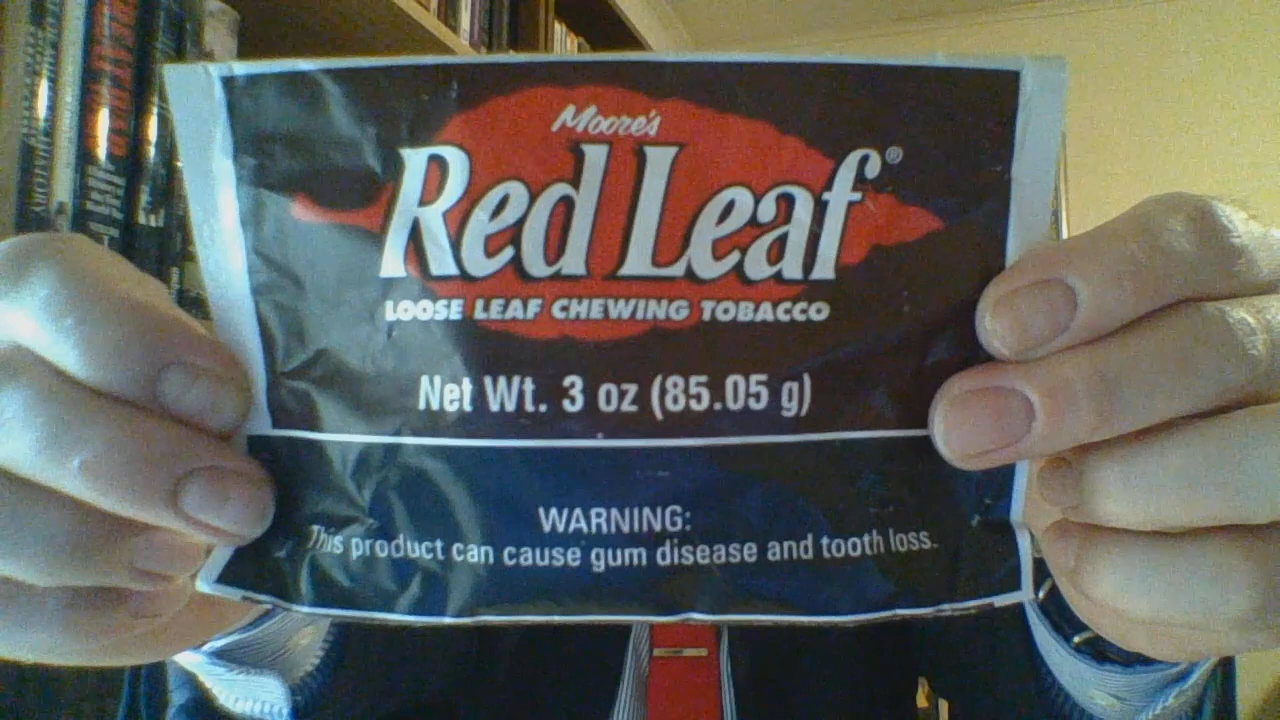 Moore's
Red Leaf®
LOOSE LEAF CHEWING TOBACCO
Net Wt. 3 oz (85.05 g)
WARNING:
This product can cause gum disease and tooth loss.